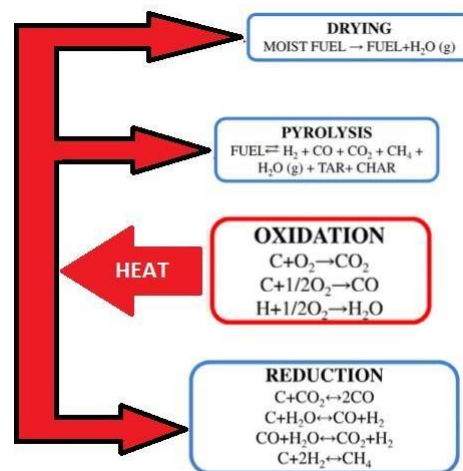 DRYING
MOIST FUEL → FUEL+H₂O (g)
PYROLYSIS
FUEL⇄ H₂ + CO + CO₂ + CH₄ +
H₂O (g) + TAR+ CHAR
HEAT
OXIDATION
C+O₂→CO₂
C+1/2O₂→CO
H+1/2O₂→H₂O
REDUCTION
C+CO₂↔2CO
C+H₂O↔CO+H₂
CO+H₂O↔CO₂+H₂
C+2H₂↔CH₄